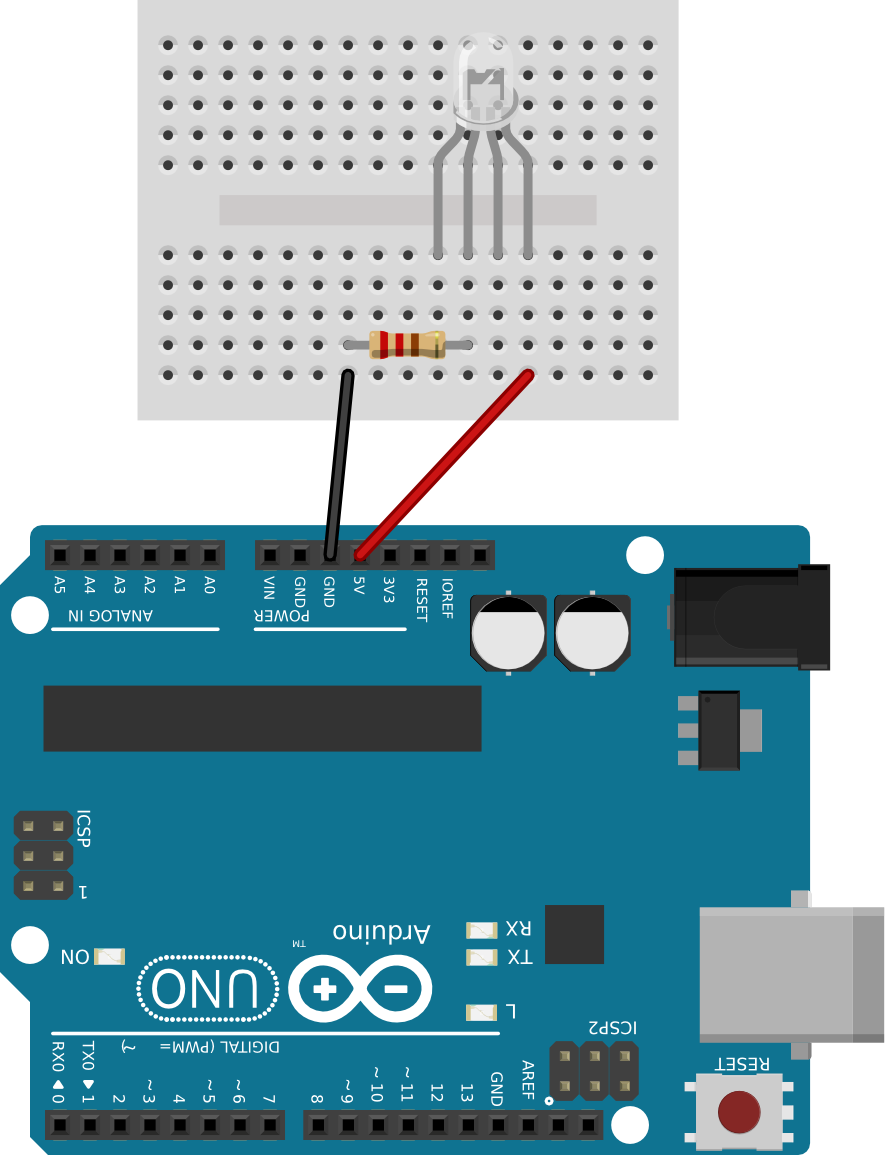 A5
A4
A3
A2
A1
A0
VIN
GND
GND
5V
3V3
RESET
IOREF
ANALOG IN
POWER
ICSP
1
ON
UNO
Arduino
TM
RX
TX
L
ICSP2
RESET
DIGITAL (PWM= ~)
RX0 ◀ 0
TX0 ▶ 1
2
~3
4
~5
~6
7
8
~9
~10
~11
12
13
GND
AREF